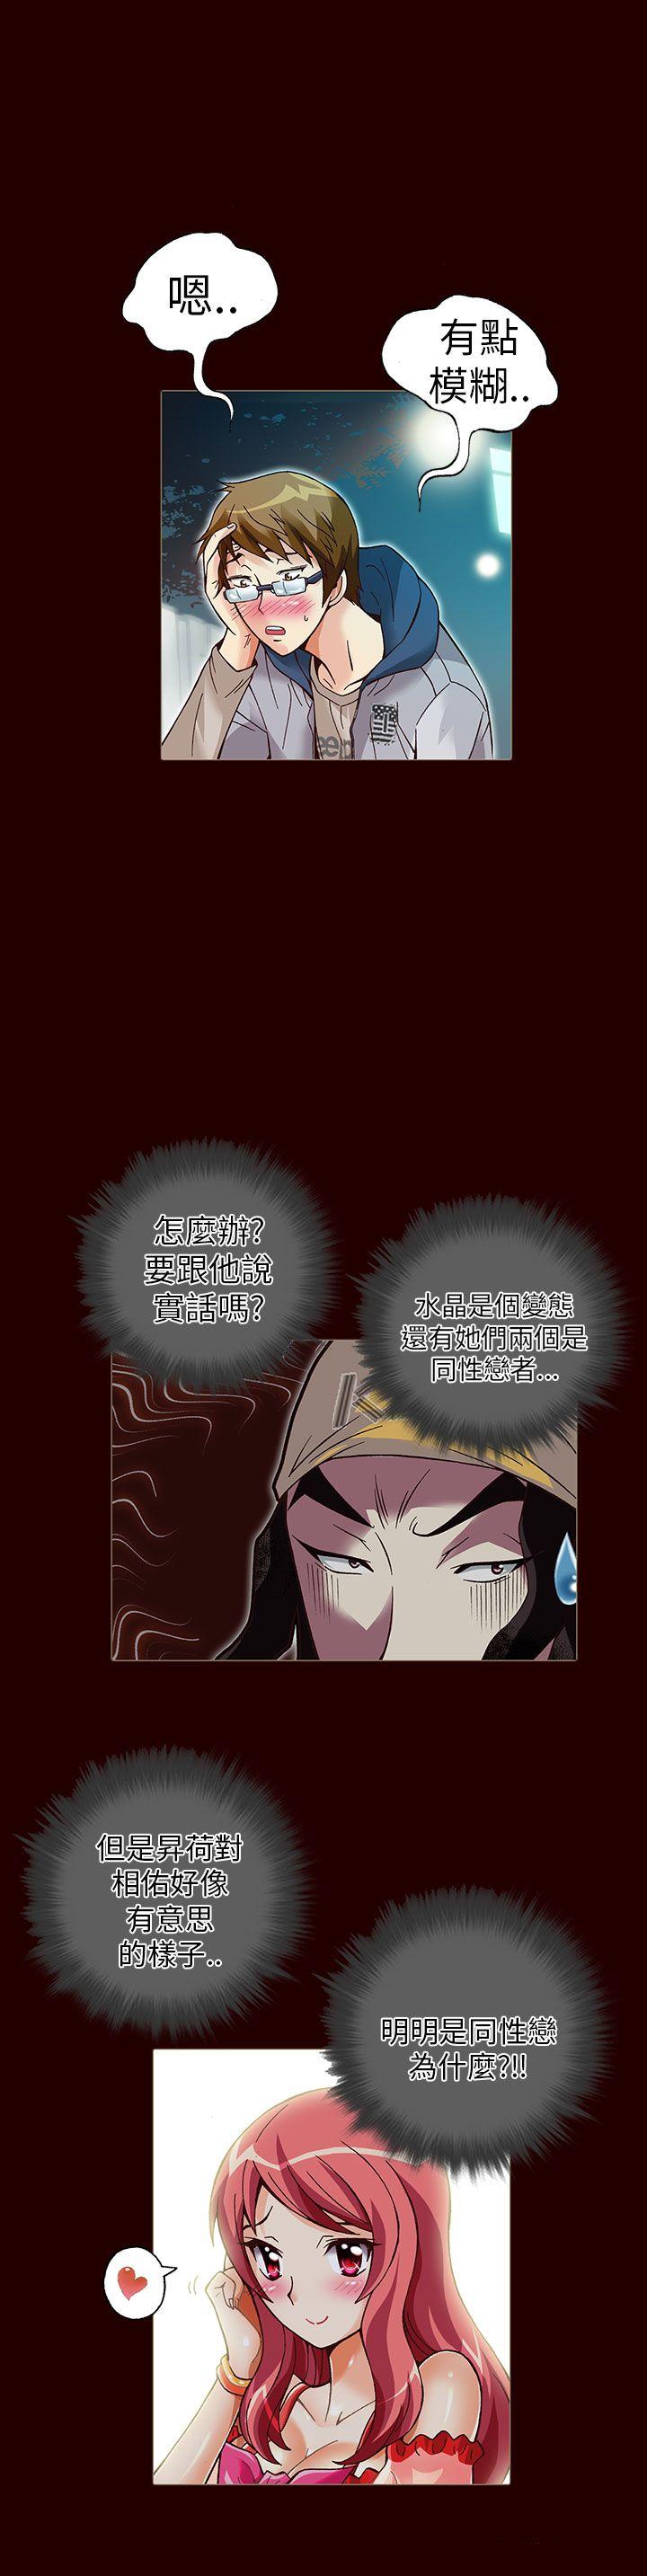 嗯..
有點
模糊..
eep
怎麼辦?
要跟他說
實話嗎?
水晶是個變態
還有她們兩個是
同性戀者...
K
但是昇荷對
相佑好像
有意思
的樣子..
明明是同性戀
為什麼?!!